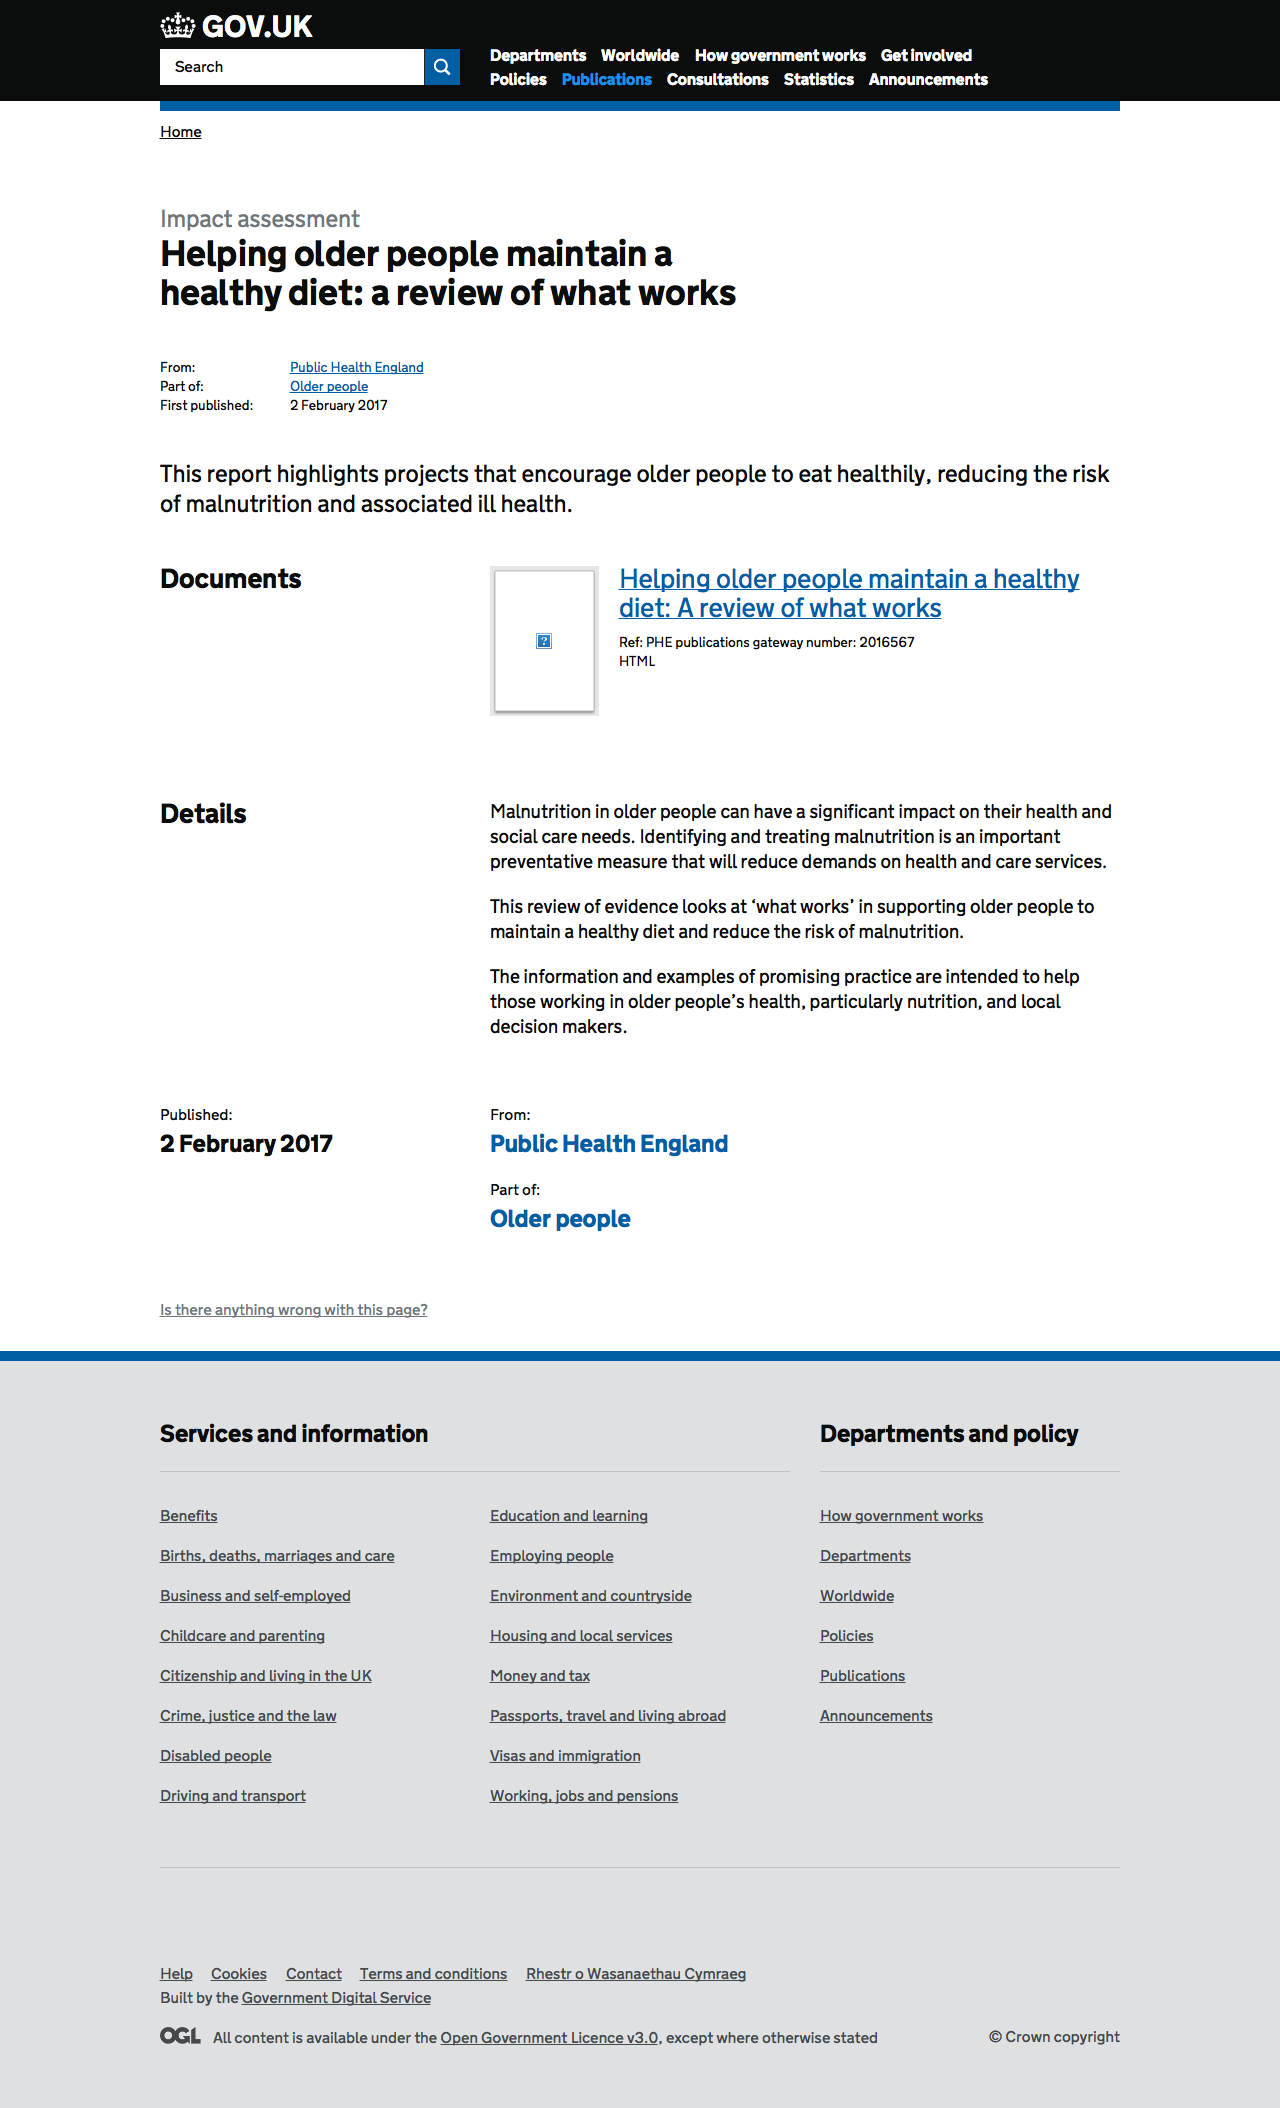 GOV.UK
Search
Departments Worldwide How government works Get involved
Policies Publications Consultations Statistics Announcements
Home
Impact assessment
Helping older people maintain a
healthy diet: a review of what works
From: Public Health England
Part of: Older people
First published: 2 February 2017
This report highlights projects that encourage older people to eat healthily, reducing the risk
of malnutrition and associated ill health.
Documents
Helping older people maintain a healthy
diet: A review of what works
Ref: PHE publications gateway number: 2016567
HTML
Details
Malnutrition in older people can have a significant impact on their health and
social care needs. Identifying and treating malnutrition is an important
preventative measure that will reduce demands on health and care services.
This review of evidence looks at ‘what works’ in supporting older people to
maintain a healthy diet and reduce the risk of malnutrition.
The information and examples of promising practice are intended to help
those working in older people’s health, particularly nutrition, and local
decision makers.
Published:
2 February 2017
From:
Public Health England
Part of:
Older people
Is there anything wrong with this page?
Services and information
Benefits
Births, deaths, marriages and care
Business and self-employed
Childcare and parenting
Citizenship and living in the UK
Crime, justice and the law
Disabled people
Driving and transport
Education and learning
Employing people
Environment and countryside
Housing and local services
Money and tax
Passports, travel and living abroad
Visas and immigration
Working, jobs and pensions
Departments and policy
How government works
Departments
Worldwide
Policies
Publications
Announcements
Help Cookies Contact Terms and conditions Rhestr o Wasanaethau Cymraeg
Built by the Government Digital Service
OGL All content is available under the Open Government Licence v3.0, except where otherwise stated
© Crown copyright